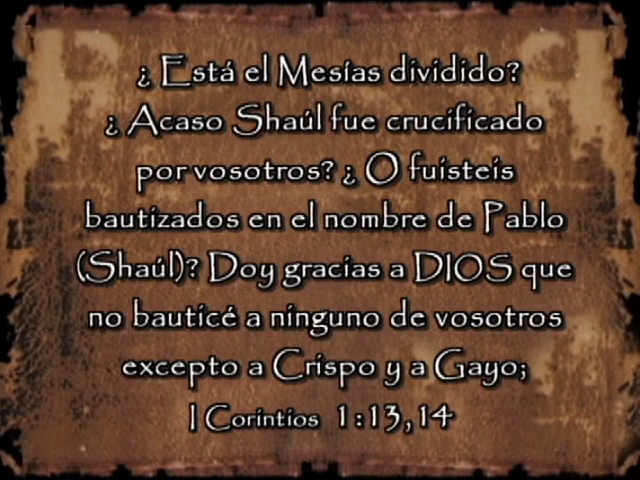 ¿ Está el Mesías dividido?
¿ Acaso Shaúl fue crucificado
por vosotros? ¿ O fuisteis
bautizados en el nombre de Pablo
(Shaúl)? Doy gracias a DIOS que
no bauticé a ninguno de vosotros
excepto a Crispo y a Gayo;
I Corintios 1:13,14